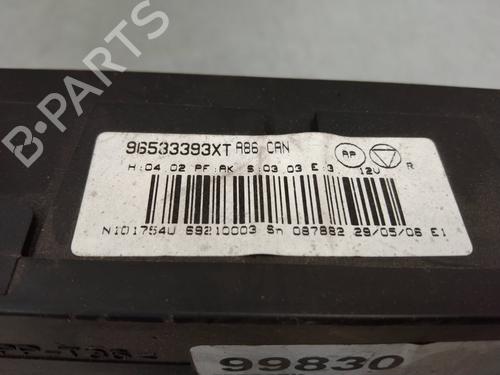 B-PARTS
96533393XT A86 CAN
AP
H:04 02 PF:AK S:03.03 E:3 12V R
N101754U 69210003 Sn 087882 29/05/06 E1
99830